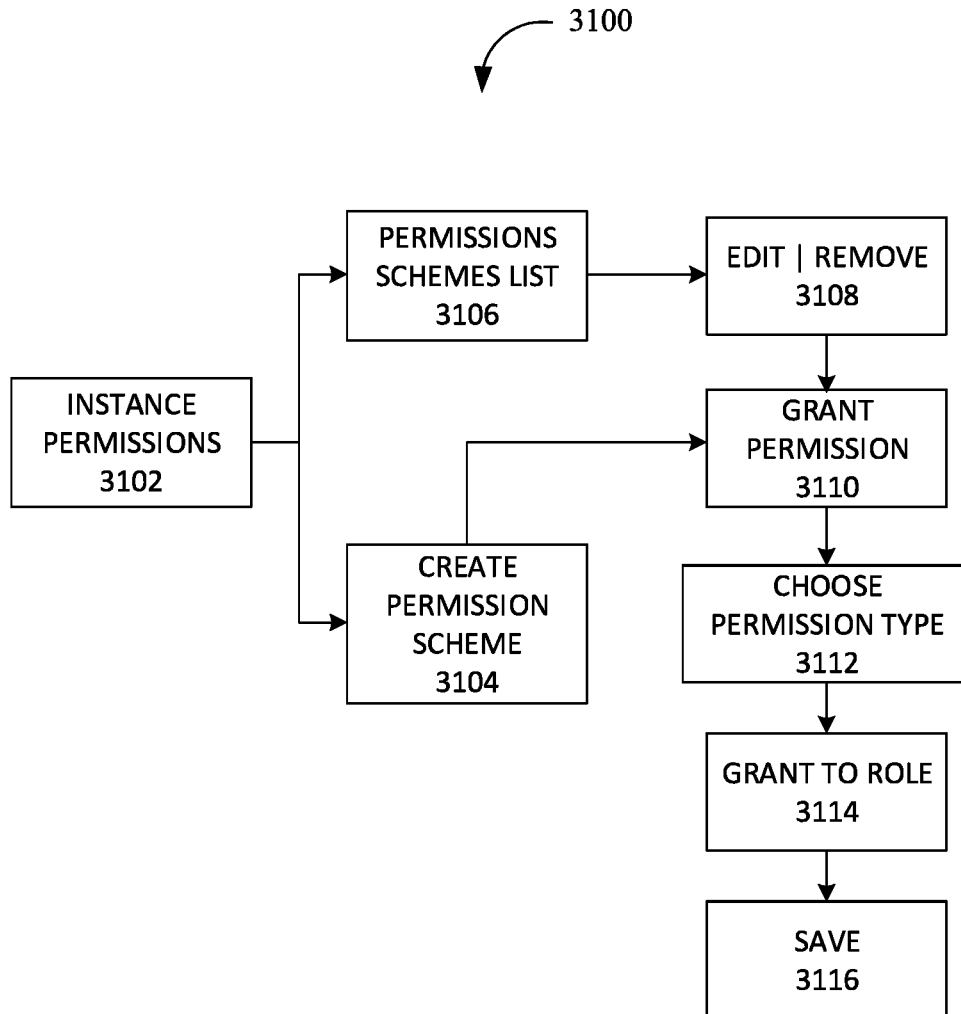 3100
PERMISSIONS
SCHEMES LIST
3106
EDIT | REMOVE
3108
INSTANCE
PERMISSIONS
3102
GRANT
PERMISSION
3110
CREATE
PERMISSION
SCHEME
3104
CHOOSE
PERMISSION TYPE
3112
GRANT TO ROLE
3114
SAVE
3116